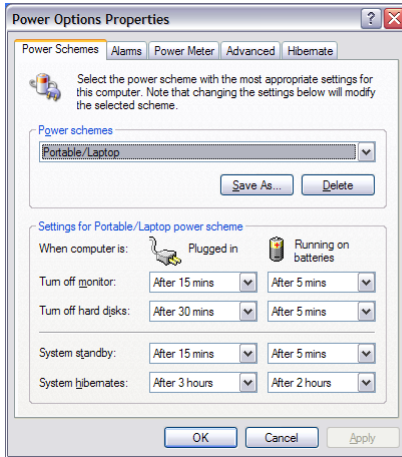 Power Options Properties
Power Schemes Alarms Power Meter Advanced Hibernate
Select the power scheme with the most appropriate settings for
this computer. Note that changing the settings below will modify
the selected scheme.
Power schemes
Portable/Laptop
Save As... Delete
Settings for Portable/Laptop power scheme
When computer is: Plugged in Running on
batteries
Turn off monitor: After 15 mins After 5 mins
Turn off hard disks: After 30 mins After 5 mins
System standby: After 15 mins After 5 mins
System hibernates: After 3 hours After 2 hours
OK Cancel Apply